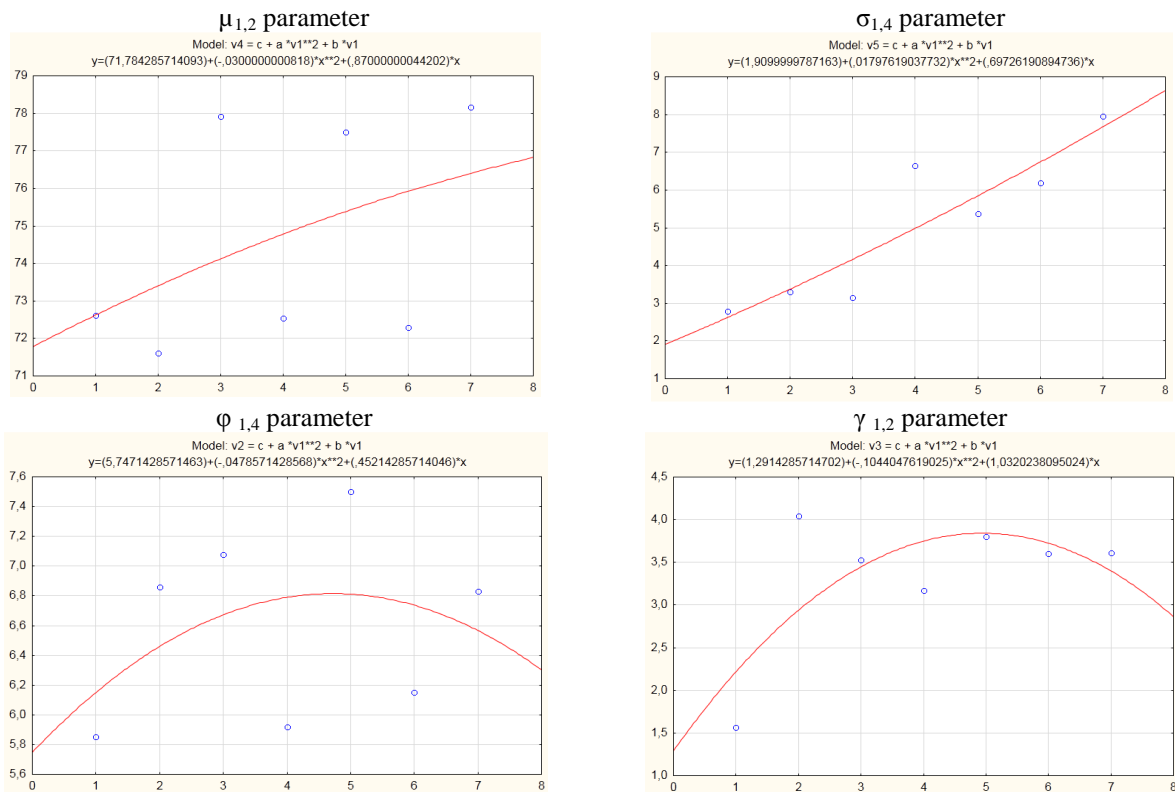 μ1,2 parameter
Model: v4 = c + a *v1**2 + b *v1
y=(71,784285714093)+(-,0300000000818)*x**2+(,87000000044202)*x
79
78
77
76
75
74
73
72
71
0 1 2 3 4 5 6 7 8
σ1,4 parameter
Model: v5 = c + a *v1**2 + b *v1
y=(1,9099999787163)+(,01797619037732)*x**2+(,69726190894736)*x
9
8
7
6
5
4
3
2
1
0 1 2 3 4 5 6 7 8
φ 1,4 parameter
Model: v2 = c + a *v1**2 + b *v1
y=(5,7471428571463)+(-,0478571428568)*x**2+(,45214285714046)*x
7,6
7,4
7,2
7,0
6,8
6,6
6,4
6,2
6,0
5,8
5,6
0 1 2 3 4 5 6 7 8
γ 1,2 parameter
Model: v3 = c + a *v1**2 + b *v1
y=(1,2914285714702)+(-,1044047619025)*x**2+(1,0320238095024)*x
4,5
4,0
3,5
3,0
2,5
2,0
1,5
1,0
0 1 2 3 4 5 6 7 8